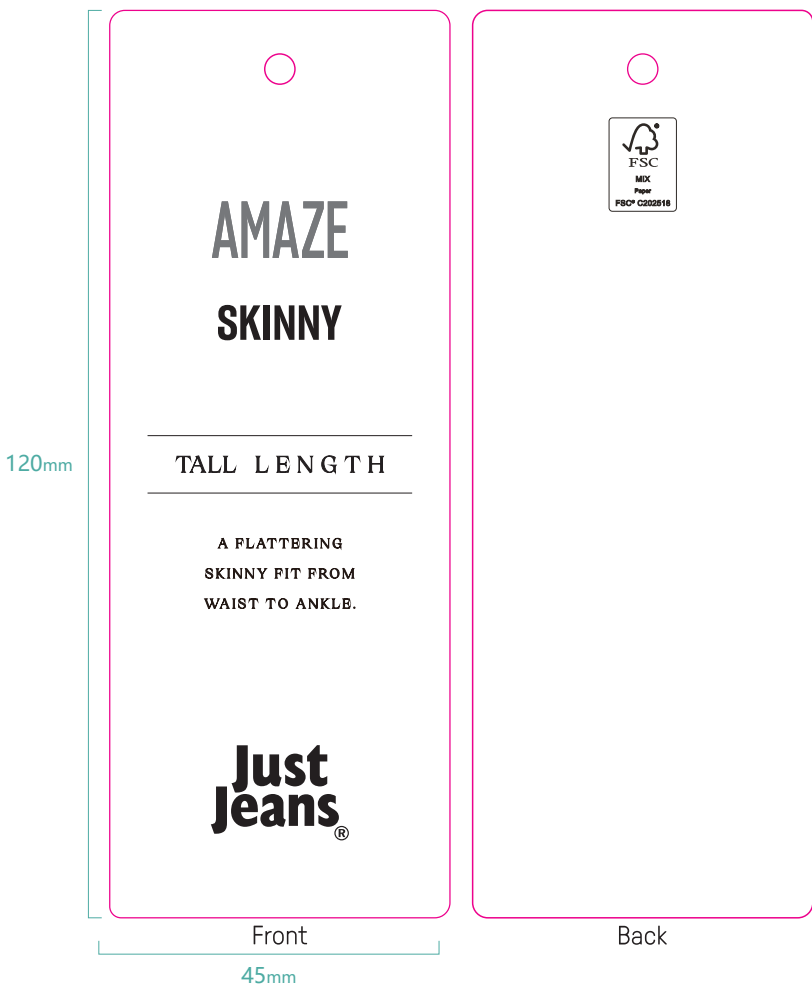 AMAZE
SKINNY
TALL LENGTH
A FLATTERING
SKINNY FIT FROM
WAIST TO ANKLE.
Just
Jeans®
120mm
Front
45mm
FSC
MIX
Paper
FSC® C202516
Back